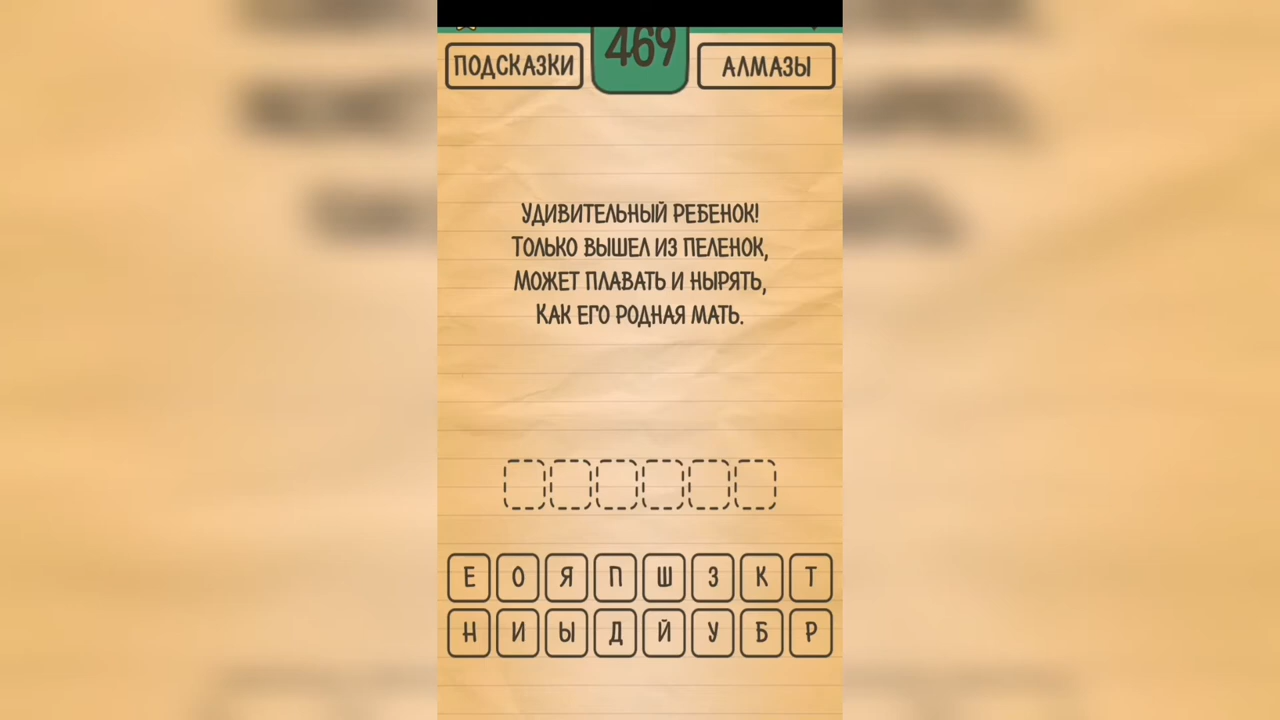 469
ПОДСКАЗКИ
АЛМАЗЫ
УДИВИТЕЛЬНЫЙ РЕБЕНОК!
ТОЛЬКО ВЫШЕЛ ИЗ ПЕЛЕНОК,
МОЖЕТ ПЛАВАТЬ И НЫРЯТЬ,
КАК ЕГО РОДНАЯ МАТЬ.
Е О Я П Ш З К Т
Н И Ы Д Й У Б Р